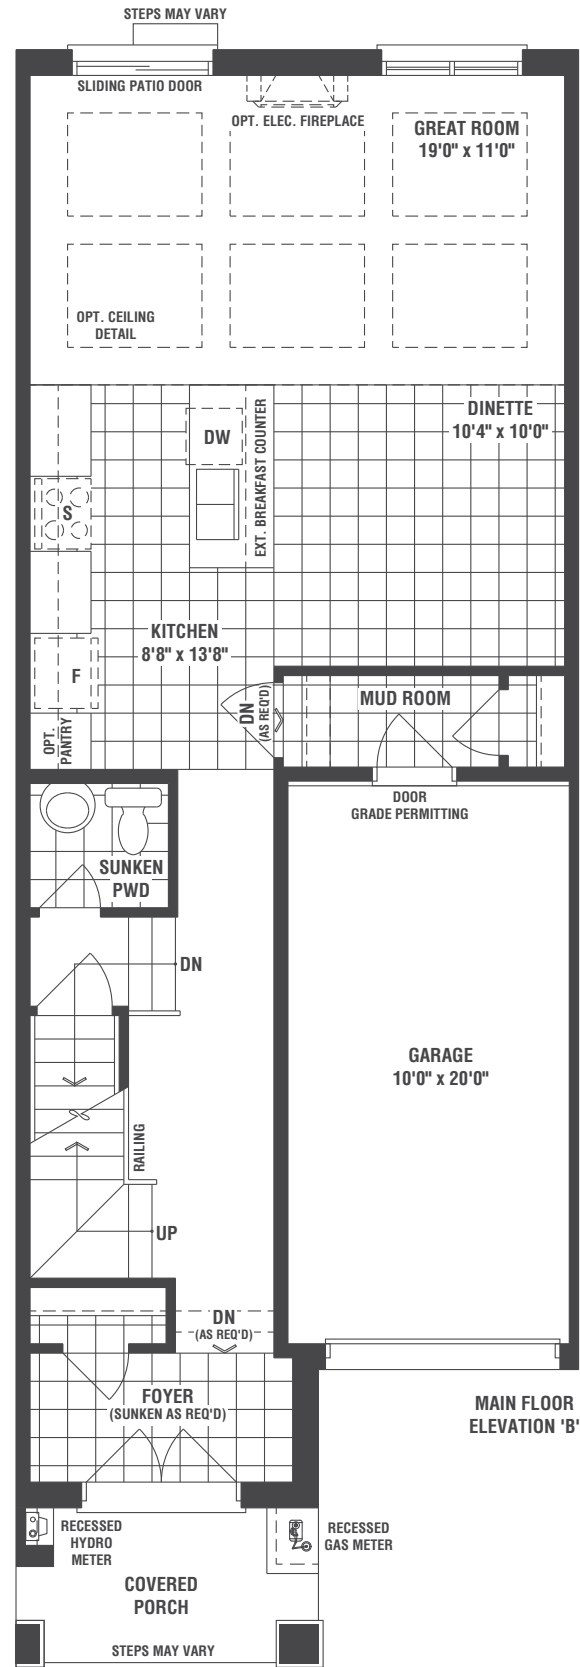 STEPS MAY VARY
SLIDING PATIO DOOR
OPT. ELEC. FIREPLACE
GREAT ROOM
19'0" x 11'0"
OPT. CEILING
DETAIL
DINETTE
10'4" x 10'0"
DW
EXT. BREAKFAST COUNTER
S
KITCHEN
8'8" x 13'8"
F
OPT.
PANTRY
DN
(AS REQ'D)
MUD ROOM
DOOR
GRADE PERMITTING
SUNKEN
PWD
DN
GARAGE
10'0" x 20'0"
RAILING
UP
DN
(AS REQ'D)
FOYER
(SUNKEN AS REQ'D)
MAIN FLOOR
ELEVATION 'B'
RECESSED
HYDRO
METER
RECESSED
GAS METER
COVERED
PORCH
STEPS MAY VARY